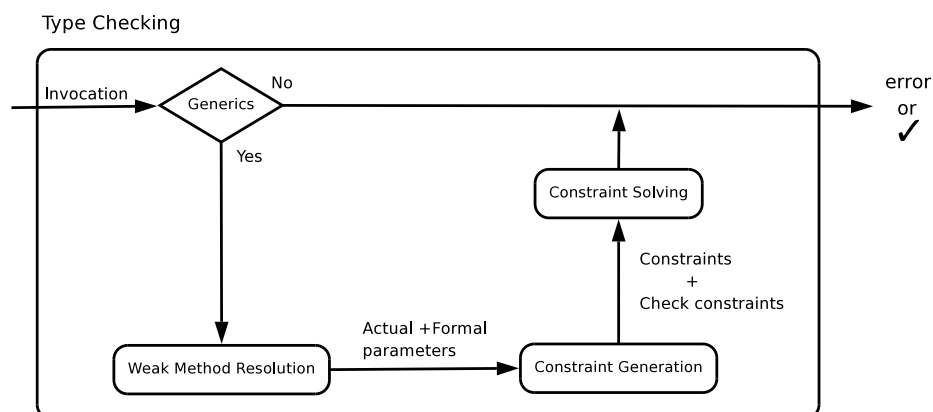 Type Checking
Invocation
Generics
No
error
or
✓
Yes
Constraint Solving
Constraints
+
Check constraints
Actual +Formal
parameters
Weak Method Resolution
Constraint Generation